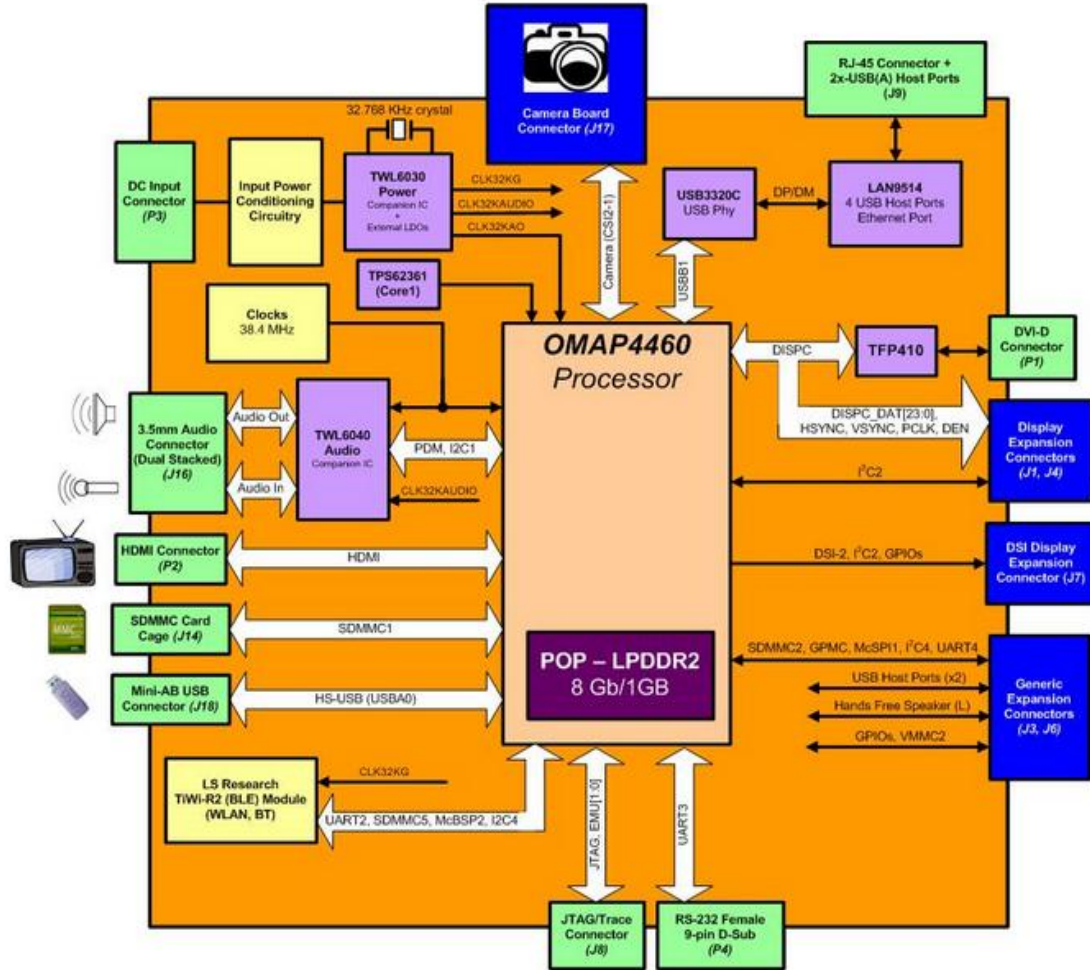 Camera Board
Connector (J17)
RJ-45 Connector +
2x-USB(A) Host Ports
(J9)
32.768 KHz crystal
DC Input
Connector
(P3)
Input Power
Conditioning
Circuitry
TWL6030
Power
Companion IC
+
External LDOs
CLK32KG
CLK32KAUDIO
CLK32KAO
Camera (CSI2-1)
USB3320C
USB Phy
DP/DM
LAN9514
4 USB Host Ports
Ethernet Port
USBB1
TPS62361
(Core1)
Clocks
38.4 MHz
OMAP4460
Processor
DISPC
TFP410
DVI-D
Connector
(P1)
DISPC_DAT[23:0],
HSYNC, VSYNC, PCLK, DEN
Display
Expansion
Connectors
(J1, J4)
I²C2
3.5mm Audio
Connector
(Dual Stacked)
(J16)
Audio Out
Audio In
TWL6040
Audio
Companion IC
PDM, I2C1
CLK32KAUDIO
HDMI Connector
(P2)
HDMI
DSI-2, I²C2, GPIOs
DSI Display
Expansion
Connector (J7)
MMC
SDMMC Card
Cage (J14)
SDMMC1
POP – LPDDR2
8 Gb/1GB
SDMMC2, GPMC, McSPI1, I²C4, UART4
USB Host Ports (x2)
Hands Free Speaker (L)
GPIOs, VMMC2
Generic
Expansion
Connectors
(J3, J6)
Mini-AB USB
Connector (J18)
HS-USB (USBA0)
LS Research
TiWi-R2 (BLE) Module
(WLAN, BT)
CLK32KG
UART2, SDMMC5, McBSP2, I2C4
JTAG, EMU[1:0]
UART3
JTAG/Trace
Connector
(J8)
RS-232 Female
9-pin D-Sub
(P4)